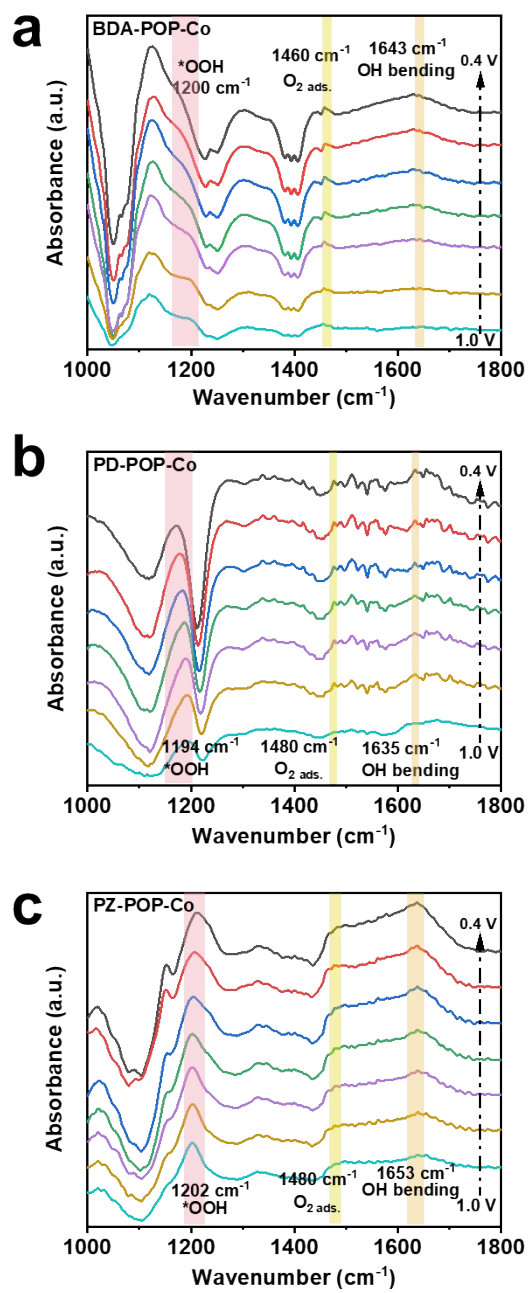 a
BDA-POP-Co
*OOH
1200 cm⁻¹
1460 cm⁻¹
O₂ ads.
1643 cm⁻¹
OH bending
0.4 V
1.0 V
Absorbance (a.u.)
1000 1200 1400 1600 1800
Wavenumber (cm⁻¹)
b
PD-POP-Co
0.4 V
1194 cm⁻¹
*OOH
1480 cm⁻¹
O₂ ads.
1635 cm⁻¹
OH bending
1.0 V
Absorbance (a.u.)
1000 1200 1400 1600 1800
Wavenumber (cm⁻¹)
c
PZ-POP-Co
0.4 V
1202 cm⁻¹
*OOH
1480 cm⁻¹
O₂ ads.
1653 cm⁻¹
OH bending
1.0 V
Absorbance (a.u.)
1000 1200 1400 1600 1800
Wavenumber (cm⁻¹)